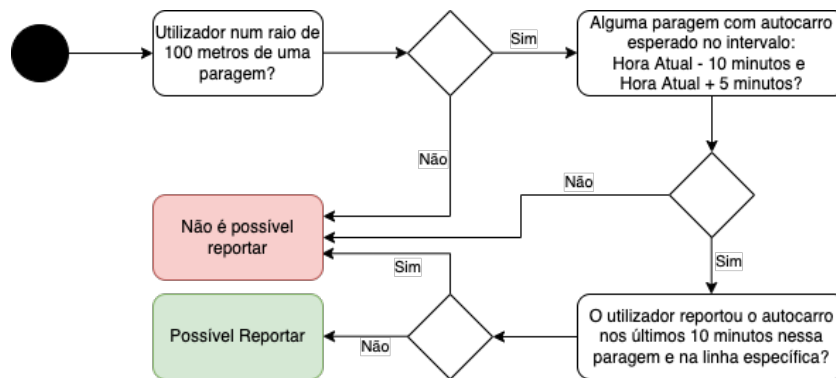 Utilizador num raio de
100 metros de uma
paragem?
Sim
Alguma paragem com autocarro
esperado no intervalo:
Hora Atual - 10 minutos e
Hora Atual + 5 minutos?
Não
Não
Não é possível
reportar
Sim
Sim
Possível Reportar
Não
O utilizador reportou o autocarro
nos últimos 10 minutos nessa
paragem e na linha específica?